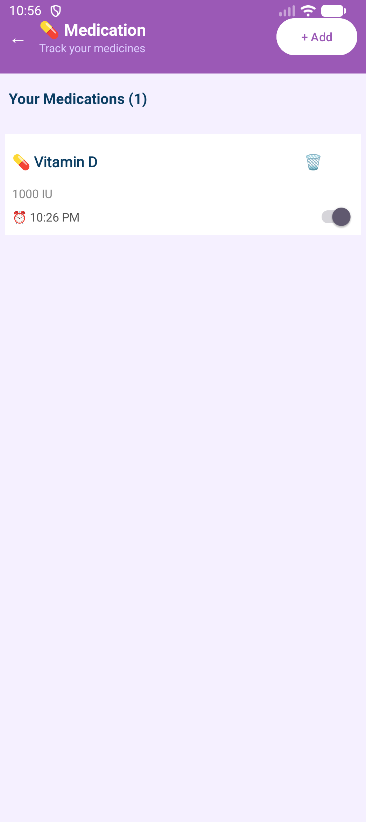 10:56
← 💊 Medication
Track your medicines
+ Add
Your Medications (1)
💊 Vitamin D
1000 IU
⏰ 10:26 PM